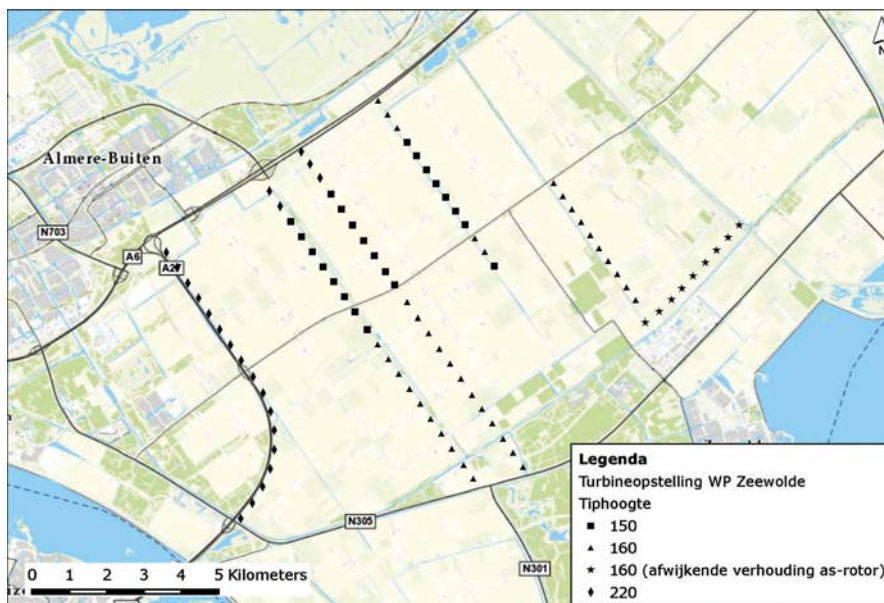 Almere-Buiten
N703
A6
A27
N305
N301
0 1 2 3 4 5 Kilometers
Legenda
Turbineopstelling WP Zeewolde
Tiphoogte
150
160
160 (afwijkende verhouding as-rotor)
220